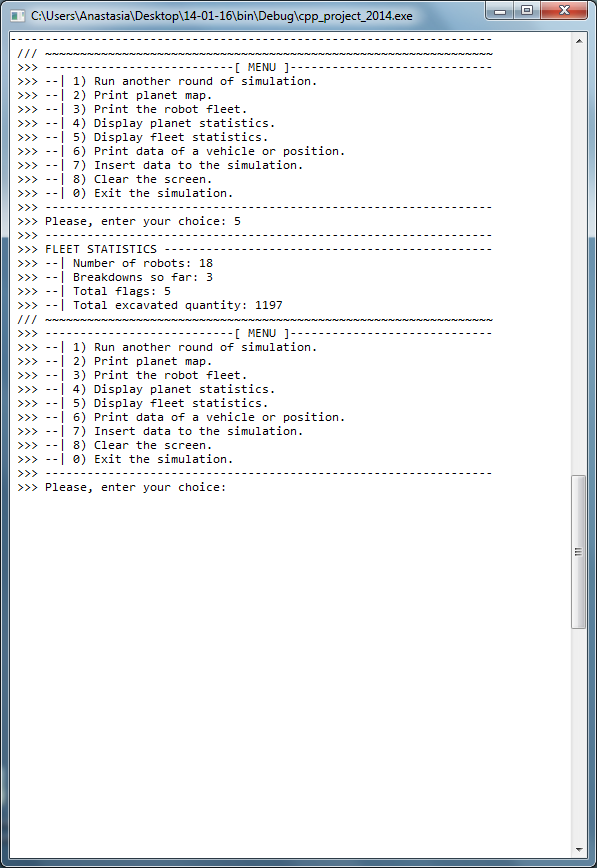 C:\Users\Anastasia\Desktop\14-01-16\bin\Debug\cpp_project_2014.exe
----------------------------------------------------------------------
/// ~~~~~~~~~~~~~~~~~~~~~~~~~~~~~~~~~~~~~~~~~~~~~~~~~~~~~~~~~~~~~~~~
>>> ---------------------------[ MENU ]-----------------------------
>>> --| 1) Run another round of simulation.
>>> --| 2) Print planet map.
>>> --| 3) Print the robot fleet.
>>> --| 4) Display planet statistics.
>>> --| 5) Display fleet statistics.
>>> --| 6) Print data of a vehicle or position.
>>> --| 7) Insert data to the simulation.
>>> --| 8) Clear the screen.
>>> --| 0) Exit the simulation.
>>> ----------------------------------------------------------------
>>> Please, enter your choice: 5
>>> ----------------------------------------------------------------
>>> FLEET STATISTICS -----------------------------------------------
>>> --| Number of robots: 18
>>> --| Breakdowns so far: 3
>>> --| Total flags: 5
>>> --| Total excavated quantity: 1197
/// ~~~~~~~~~~~~~~~~~~~~~~~~~~~~~~~~~~~~~~~~~~~~~~~~~~~~~~~~~~~~~~~~
>>> ---------------------------[ MENU ]-----------------------------
>>> --| 1) Run another round of simulation.
>>> --| 2) Print planet map.
>>> --| 3) Print the robot fleet.
>>> --| 4) Display planet statistics.
>>> --| 5) Display fleet statistics.
>>> --| 6) Print data of a vehicle or position.
>>> --| 7) Insert data to the simulation.
>>> --| 8) Clear the screen.
>>> --| 0) Exit the simulation.
>>> ----------------------------------------------------------------
>>> Please, enter your choice: